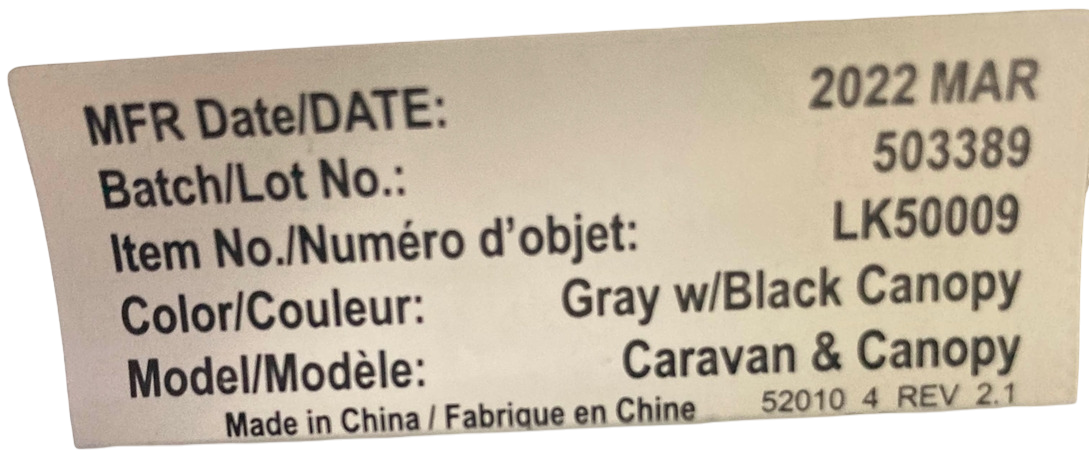 MFR Date/DATE: 2022 MAR
Batch/Lot No.: 503389
Item No./Numéro d'objet: LK50009
Color/Couleur: Gray w/Black Canopy
Model/Modèle: Caravan & Canopy
Made in China / Fabrique en Chine 52010 4 REV 2.1